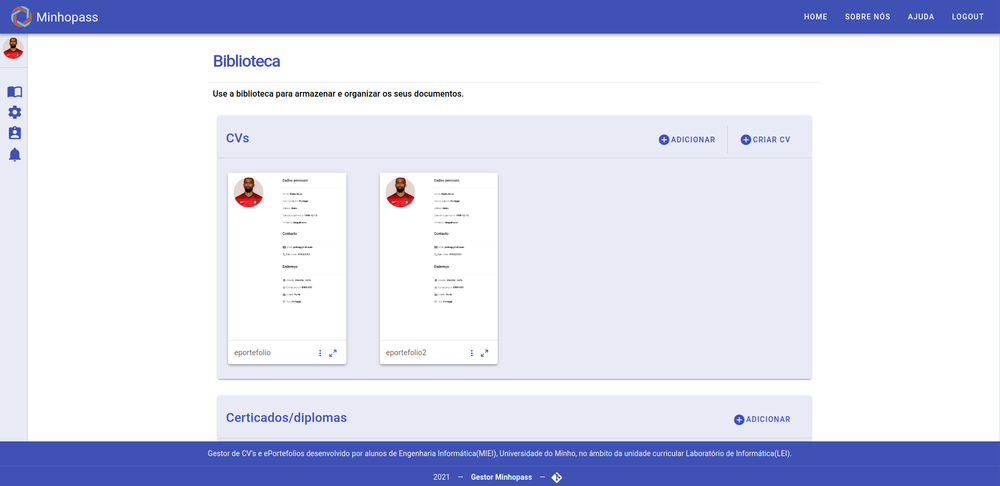 Minhopass
HOME SOBRE NÓS AJUDA LOGOUT
Biblioteca
Use a biblioteca para armazenar e organizar os seus documentos.
CVs
ADICIONAR CRIAR CV
Dados pessoais
Contacto
Endereço
eportefolio
Dados pessoais
Contacto
Endereço
eportefolio2
Certicados/diplomas
ADICIONAR
Gestor de CV's e ePortefolios desenvolvido por alunos de Engenharia Informática(MIEI), Universidade do Minho, no âmbito da unidade curricular Laboratório de Informática(LEI).
2021 — Gestor Minhopass —